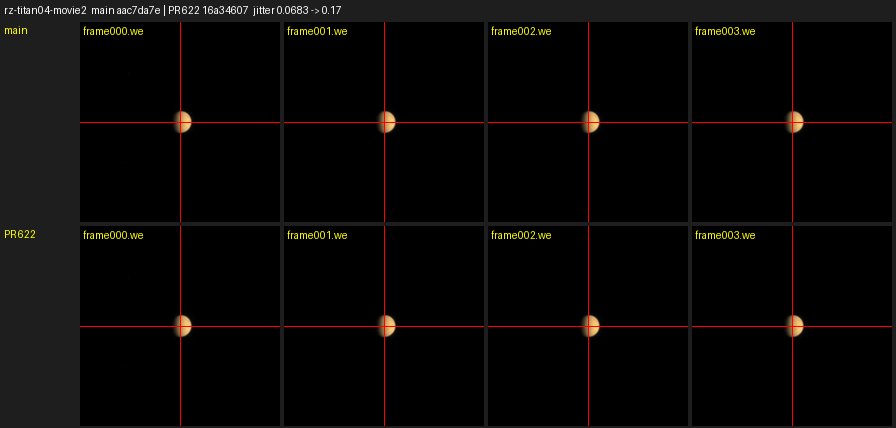 rz-titan04-movie2 main aac7da7e | PR622 16a34607 jitter 0.0683 -> 0.17
main
frame000.we frame001.we frame002.we frame003.we
PR622
frame000.we frame001.we frame002.we frame003.we